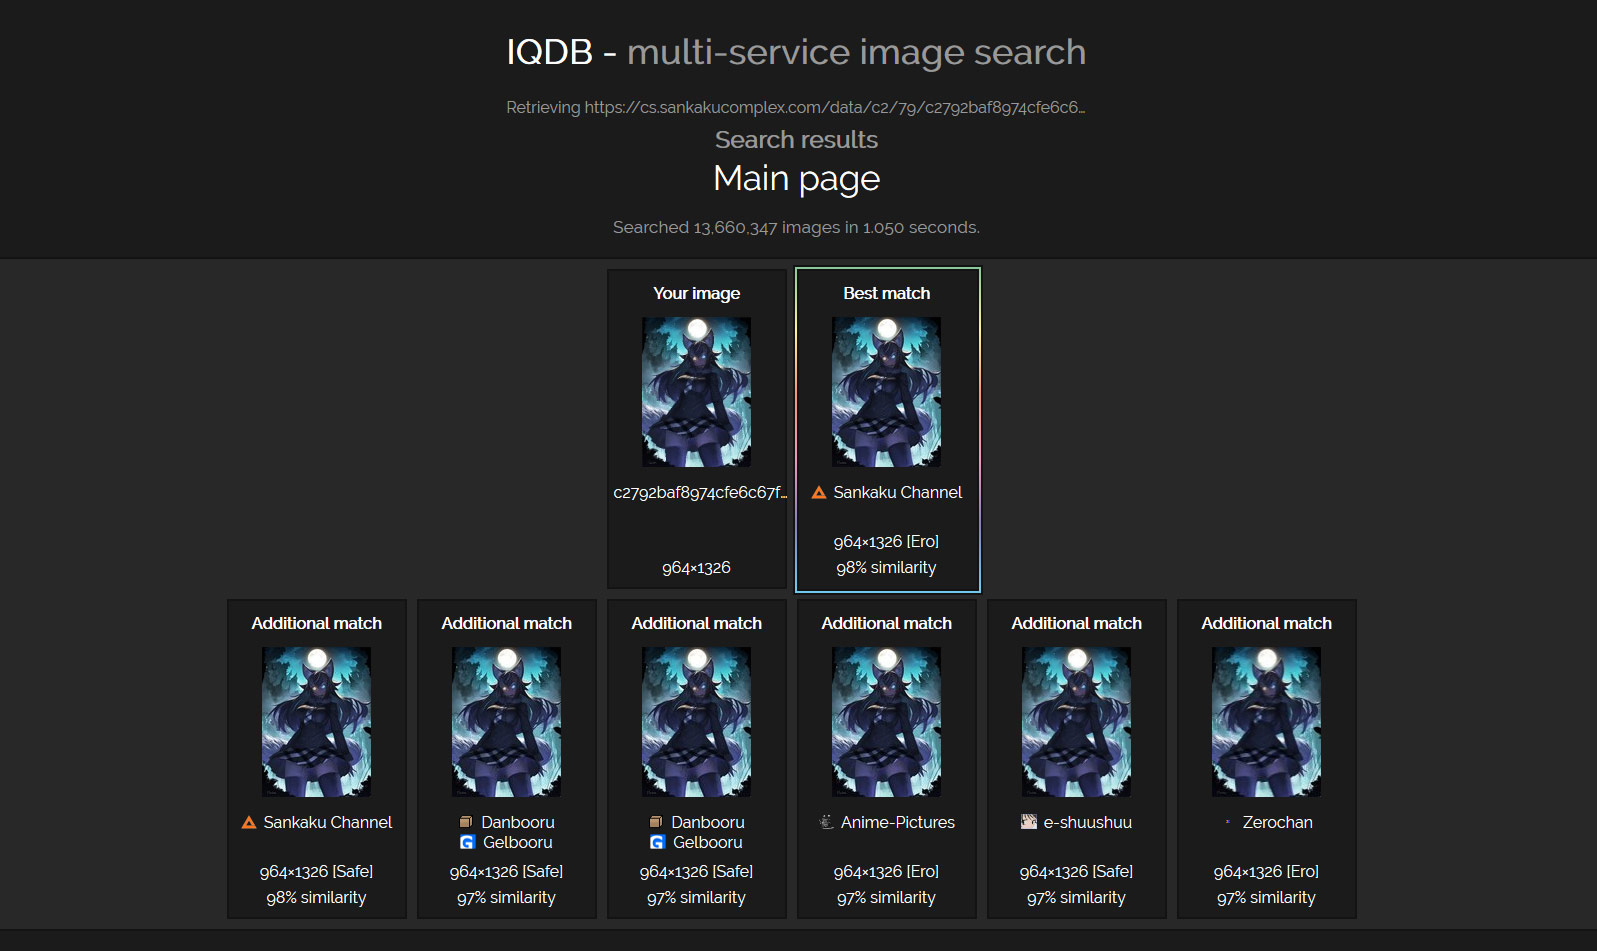 IQDB - multi-service image search
Retrieving https://cs.sankakucomplex.com/data/c2/79/c2792baf8974cfe6c6…
Search results
Main page
Searched 13,660,347 images in 1.050 seconds.
Your image
c2792baf8974cfe6c67f…
964×1326
Best match
Sankaku Channel
964×1326 [Ero]
98% similarity
Additional match
Sankaku Channel
964×1326 [Safe]
98% similarity
Additional match
Danbooru
Gelbooru
964×1326 [Safe]
97% similarity
Additional match
Danbooru
Gelbooru
964×1326 [Safe]
97% similarity
Additional match
Anime-Pictures
964×1326 [Ero]
97% similarity
Additional match
e-shuushuu
964×1326 [Safe]
97% similarity
Additional match
Zerochan
964×1326 [Ero]
97% similarity